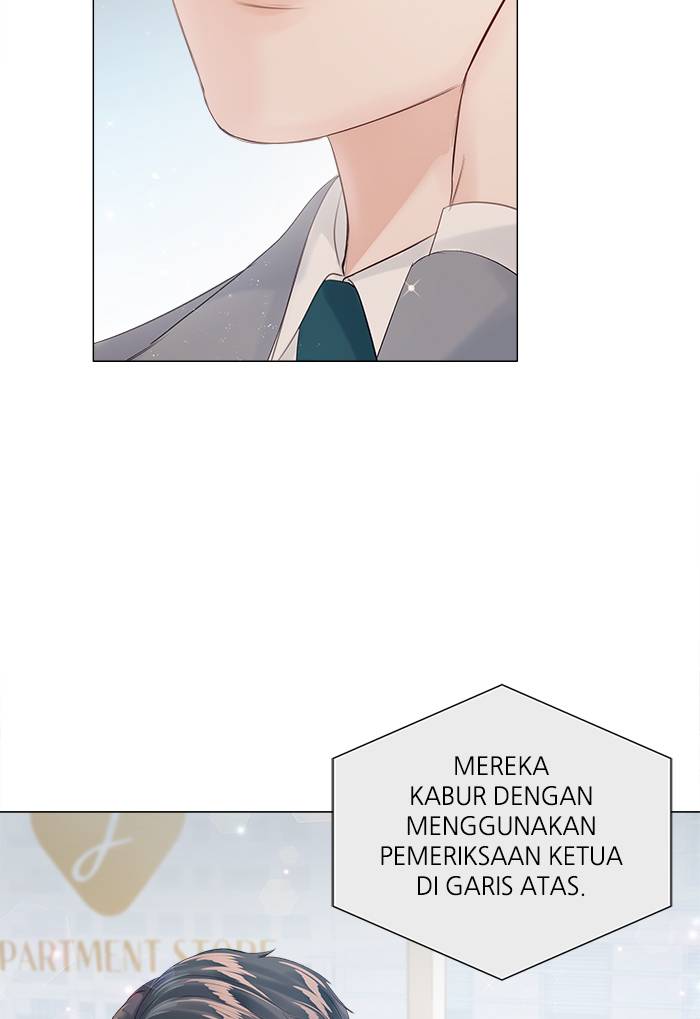 MEREKA
KABUR DENGAN
MENGGUNAKAN
PEMERIKSAAN KETUA
DI GARIS ATAS.
J
PARTMENT STORE